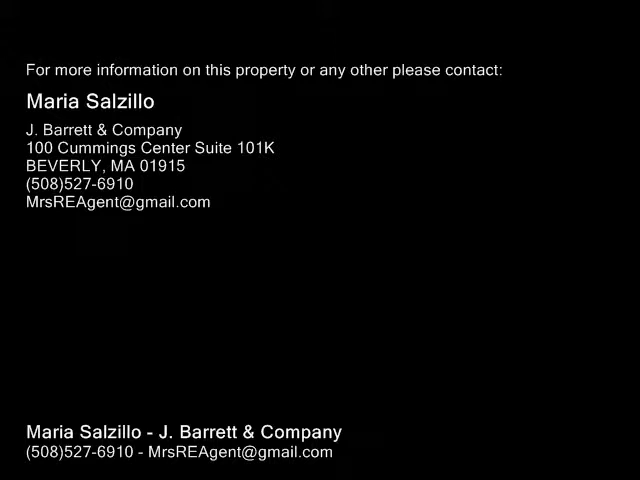 For more information on this property or any other please contact:
Maria Salzillo
J. Barrett & Company
100 Cummings Center Suite 101K
BEVERLY, MA 01915
(508)527-6910
MrsREAgent@gmail.com
Maria Salzillo - J. Barrett & Company
(508)527-6910 - MrsREAgent@gmail.com